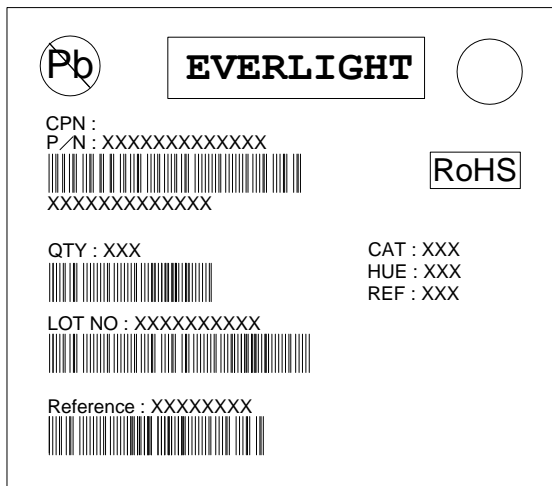 Pb
EVERLIGHT
CPN :
P/N : XXXXXXXXXXXXX
RoHS
XXXXXXXXXXXXX
QTY : XXX
CAT : XXX
HUE : XXX
REF : XXX
LOT NO : XXXXXXXXXX
Reference : XXXXXXXX